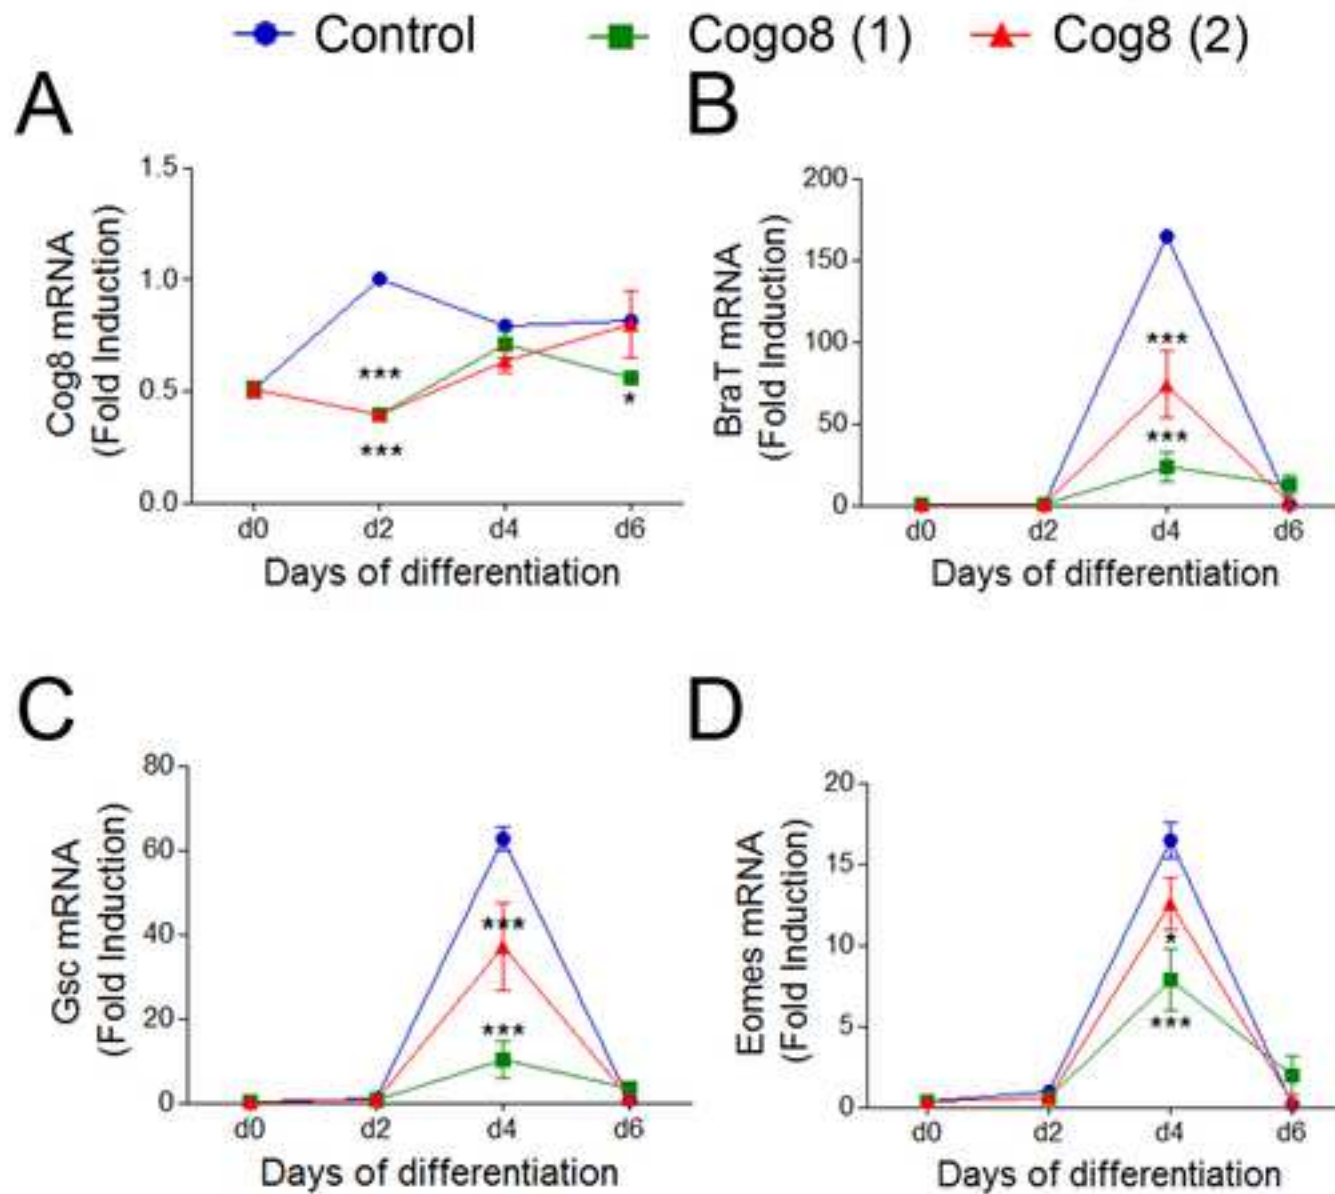 Control Cogo8 (1) Cog8 (2)
A
Cog8 mRNA
(Fold Induction)
1.5
1.0
0.5
0.0
***
***
*
d0 d2 d4 d6
Days of differentiation
B
BraT mRNA
(Fold Induction)
200
150
100
50
0
***
***
d0 d2 d4 d6
Days of differentiation
C
Gsc mRNA
(Fold Induction)
80
60
40
20
0
***
***
d0 d2 d4 d6
Days of differentiation
D
Eomes mRNA
(Fold Induction)
20
15
10
5
0
*
***
d0 d2 d4 d6
Days of differentiation